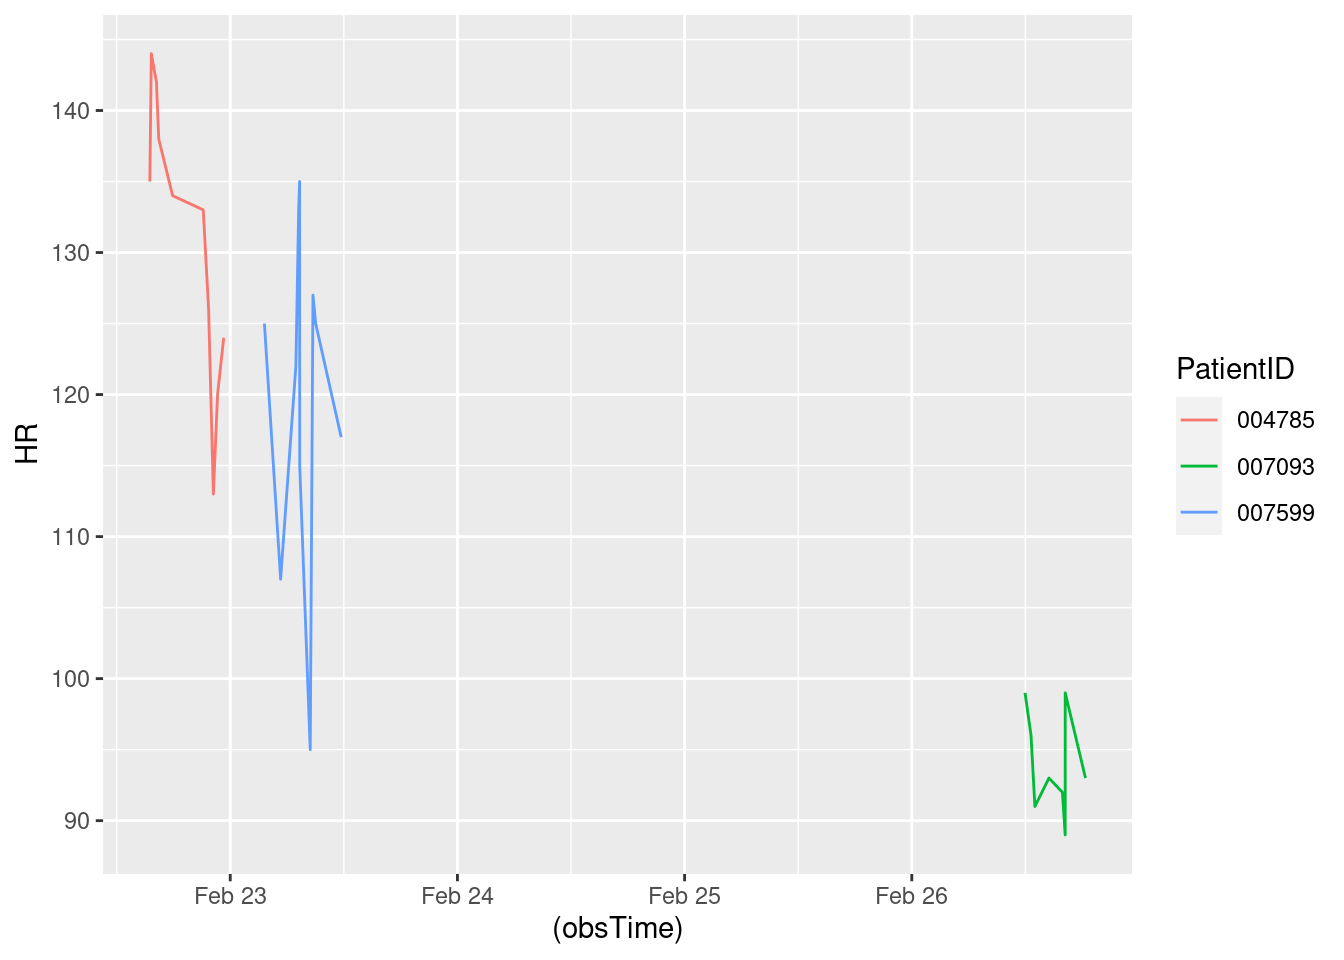 HR
140
130
120
110
100
90
Feb 23
Feb 24
Feb 25
Feb 26
(obsTime)
PatientID
004785
007093
007599